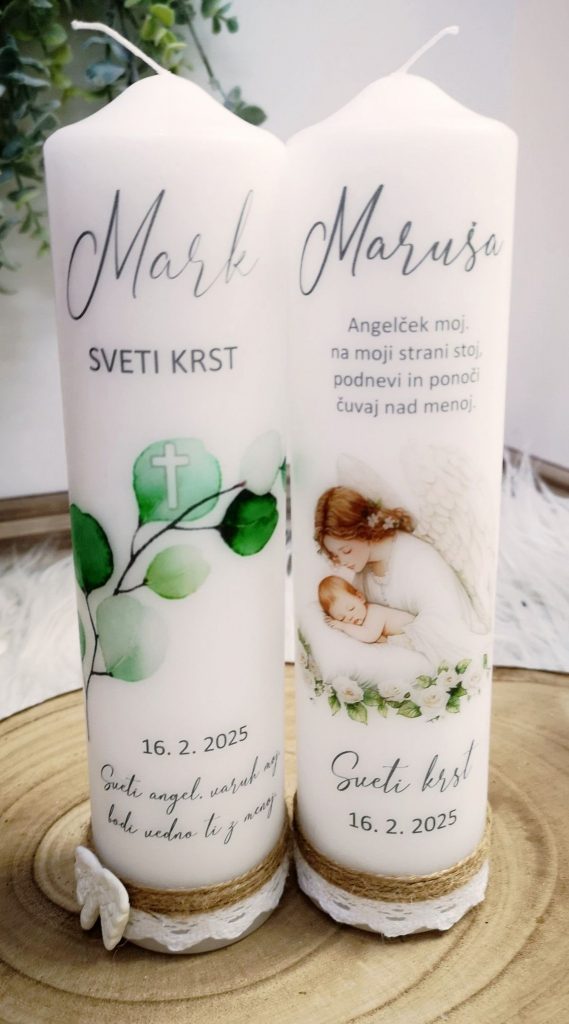 Mark
SVETI KRST
16. 2. 2025
Sveti angel, varuh moj,
bodi vedno ti z menoj.
Maruša
Angelček moj.
na moji strani stoj,
podnevi in ponoči
čuvaj nad menoj.
Sveti krst
16. 2. 2025